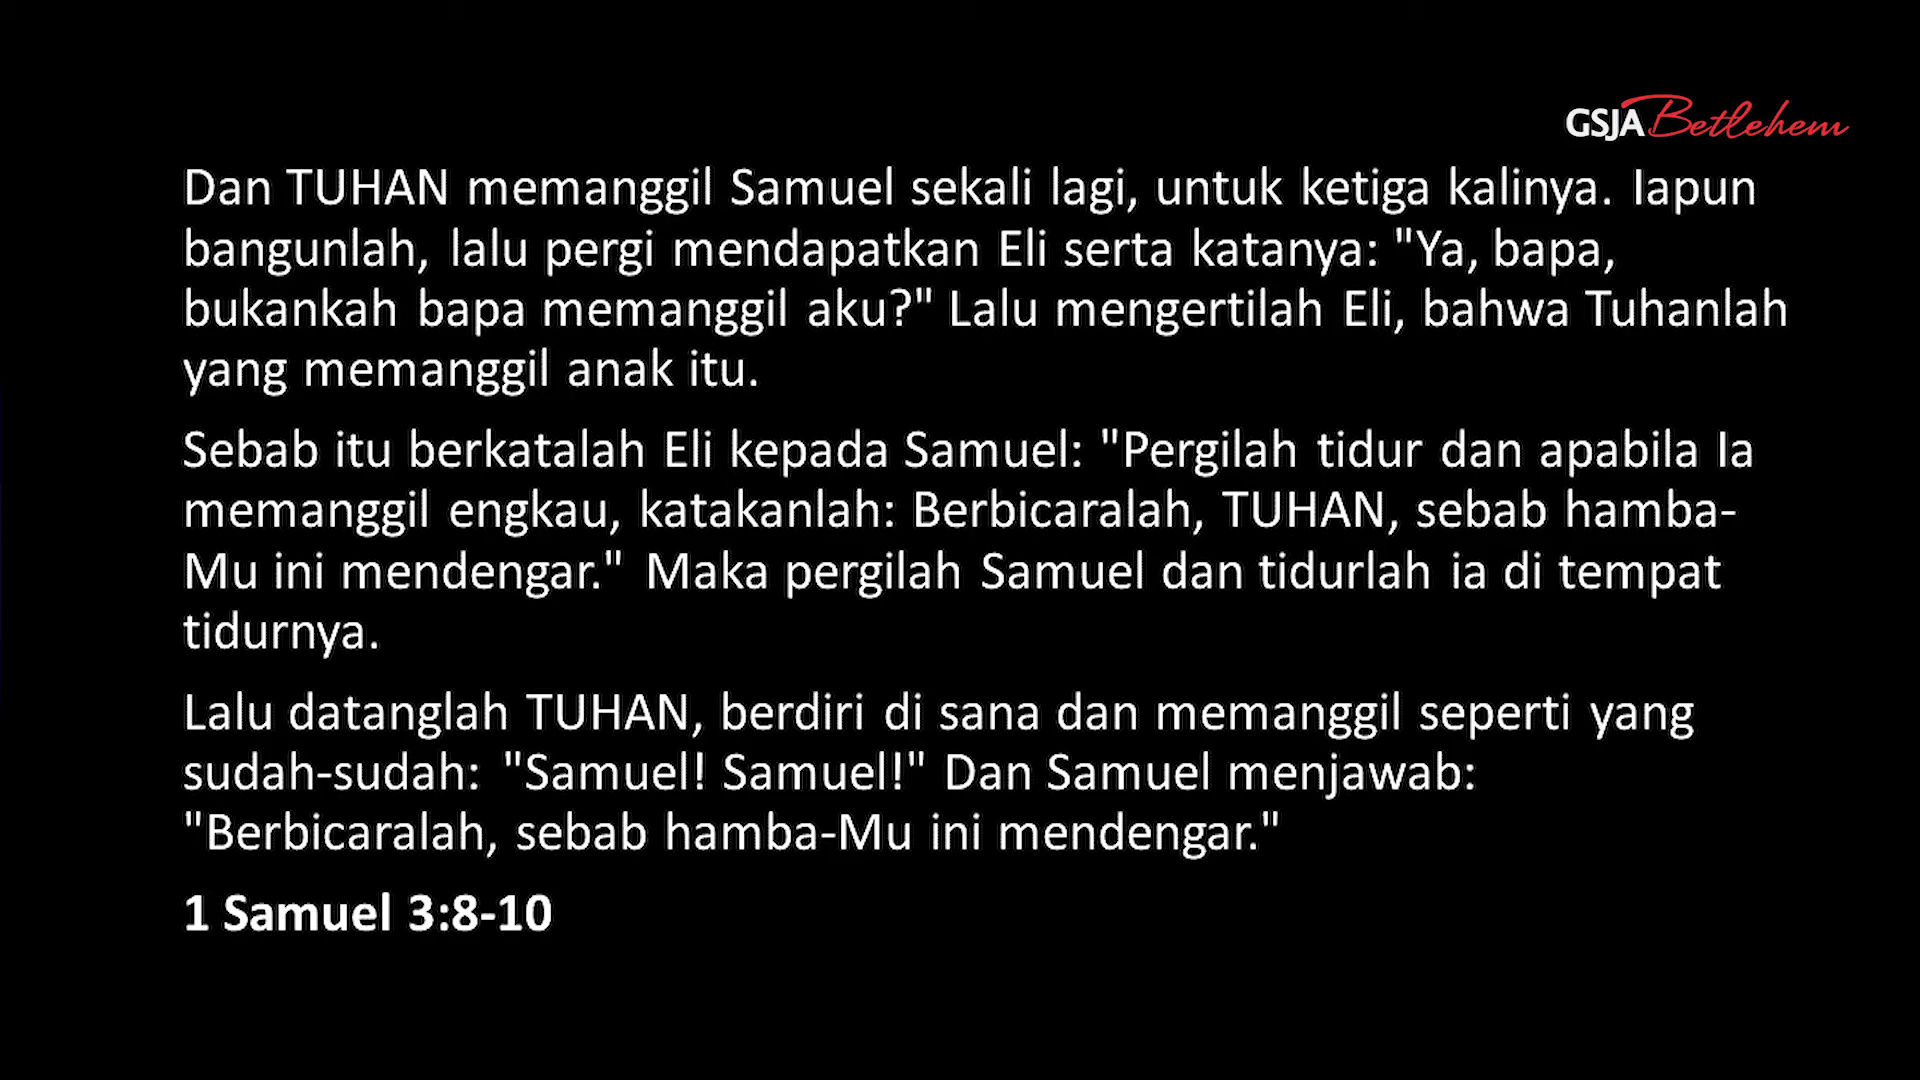 GSJA Betlehem
Dan TUHAN memanggil Samuel sekali lagi, untuk ketiga kalinya. Iapun
bangunlah, lalu pergi mendapatkan Eli serta katanya: "Ya, bapa,
bukankah bapa memanggil aku?" Lalu mengertilah Eli, bahwa Tuhanlah
yang memanggil anak itu.
Sebab itu berkatalah Eli kepada Samuel: "Pergilah tidur dan apabila Ia
memanggil engkau, katakanlah: Berbicaralah, TUHAN, sebab hamba-
Mu ini mendengar." Maka pergilah Samuel dan tidurlah ia di tempat
tidurnya.
Lalu datanglah TUHAN, berdiri di sana dan memanggil seperti yang
sudah-sudah: "Samuel! Samuel!" Dan Samuel menjawab:
"Berbicaralah, sebab hamba-Mu ini mendengar."
1 Samuel 3:8-10